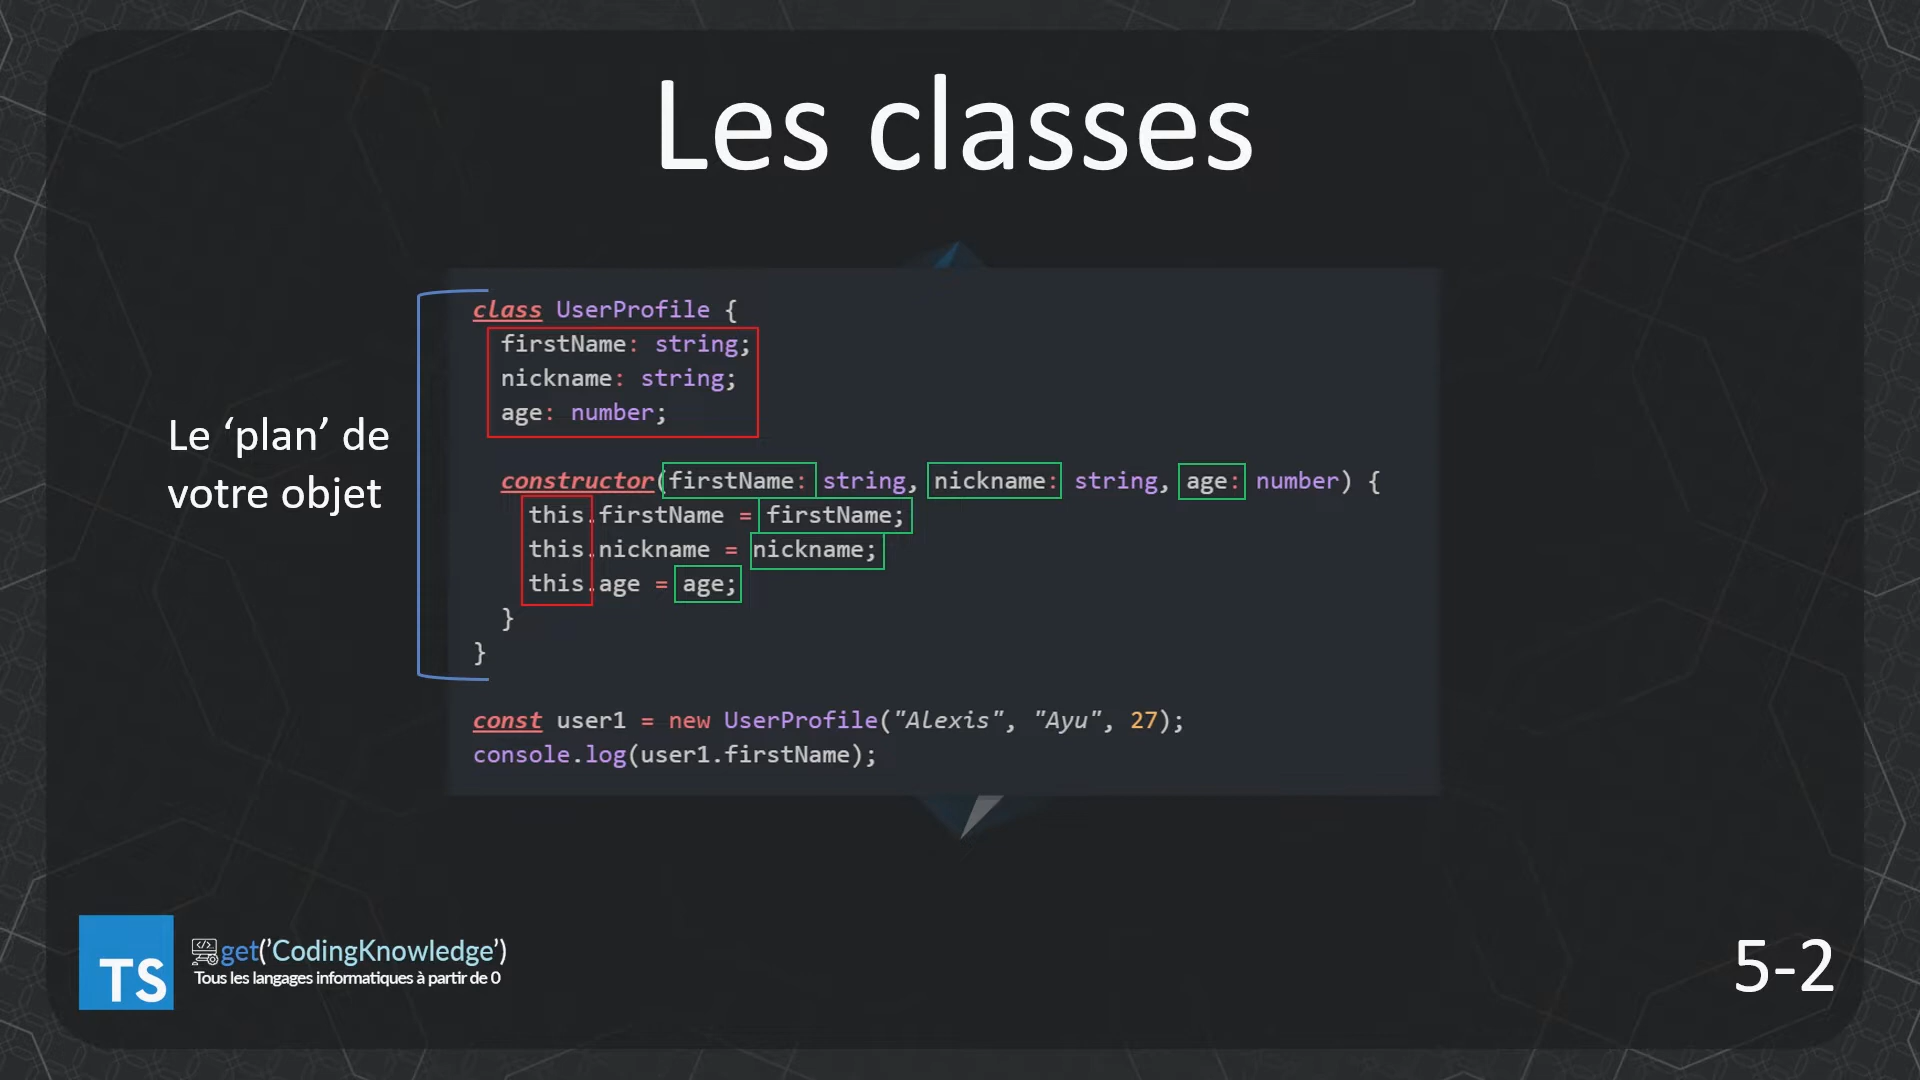 Les classes
Le ‘plan’ de
votre objet
class UserProfile {
firstName: string;
nickname: string;
age: number;
constructor(firstName: string, nickname: string, age: number) {
this.firstName = firstName;
this.nickname = nickname;
this.age = age;
}
}
const user1 = new UserProfile("Alexis", "Ayu", 27);
console.log(user1.firstName);
TS
get(’CodingKnowledge’)
Tous les langages informatiques à partir de 0
5-2